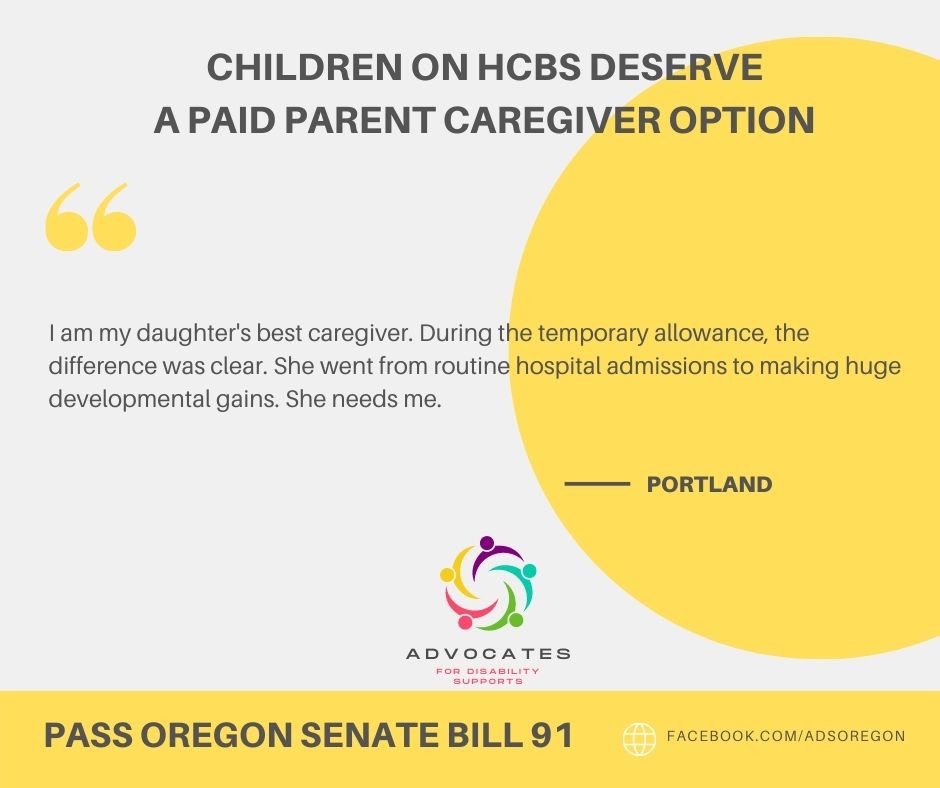 CHILDREN ON HCBS DESERVE
A PAID PARENT CAREGIVER OPTION
I am my daughter's best caregiver. During the temporary allowance, the
difference was clear. She went from routine hospital admissions to making huge
developmental gains. She needs me.
PORTLAND
ADVOCATES
FOR DISABILITY
SUPPORTS
PASS OREGON SENATE BILL 91
FACEBOOK.COM/ADSOREGON